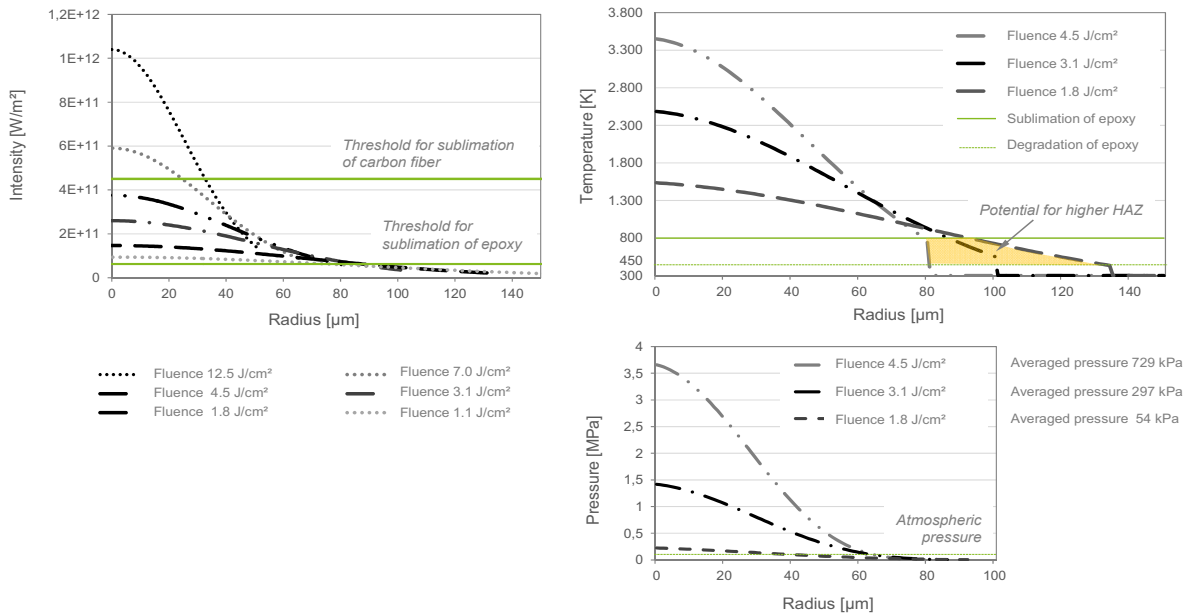 1,2E+12
1E+12
8E+11
6E+11
4E+11
2E+11
0
Intensity [W/m²]
Threshold for sublimation
of carbon fiber
Threshold for
sublimation of epoxy
0 20 40 60 80 100 120 140
Radius [µm]
Fluence 12.5 J/cm²
Fluence 4.5 J/cm²
Fluence 1.8 J/cm²
Fluence 7.0 J/cm²
Fluence 3.1 J/cm²
Fluence 1.1 J/cm²
3.800
3.300
2.800
2.300
1.800
1.300
800
450
300
Temperature [K]
Fluence 4.5 J/cm²
Fluence 3.1 J/cm²
Fluence 1.8 J/cm²
Sublimation of epoxy
Degradation of epoxy
Potential for higher HAZ
0 20 40 60 80 100 120 140
Radius [µm]
4
3,5
3
2,5
2
1,5
1
0,5
0
Pressure [MPa]
Fluence 4.5 J/cm² Averaged pressure 729 kPa
Fluence 3.1 J/cm² Averaged pressure 297 kPa
Fluence 1.8 J/cm² Averaged pressure 54 kPa
Atmospheric
pressure
0 20 40 60 80 100
Radius [µm]